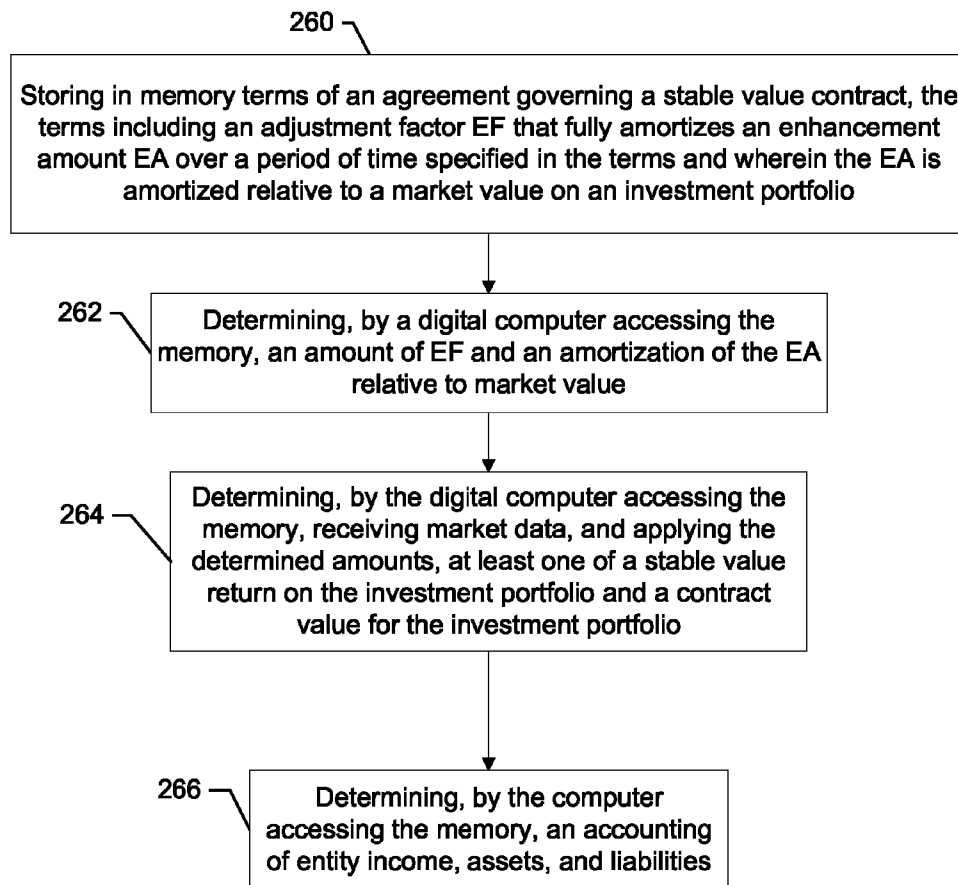 260
Storing in memory terms of an agreement governing a stable value contract, the
terms including an adjustment factor EF that fully amortizes an enhancement
amount EA over a period of time specified in the terms and wherein the EA is
amortized relative to a market value on an investment portfolio
262
Determining, by a digital computer accessing the
memory, an amount of EF and an amortization of the EA
relative to market value
264
Determining, by the digital computer accessing the
memory, receiving market data, and applying the
determined amounts, at least one of a stable value
return on the investment portfolio and a contract
value for the investment portfolio
266
Determining, by the computer
accessing the memory, an accounting
of entity income, assets, and liabilities